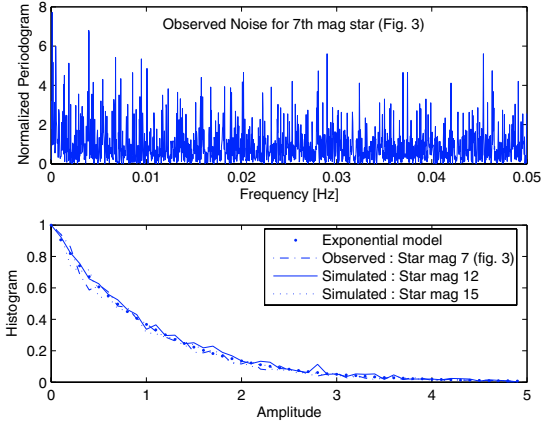 Observed Noise for 7th mag star (Fig. 3)
Normalized Periodogram
8
6
4
2
0
0 0.01 0.02 0.03 0.04 0.05
Frequency [Hz]
Histogram
1
0.8
0.6
0.4
0.2
0
Exponential model
Observed : Star mag 7 (fig. 3)
Simulated : Star mag 12
Simulated : Star mag 15
0 1 2 3 4 5
Amplitude